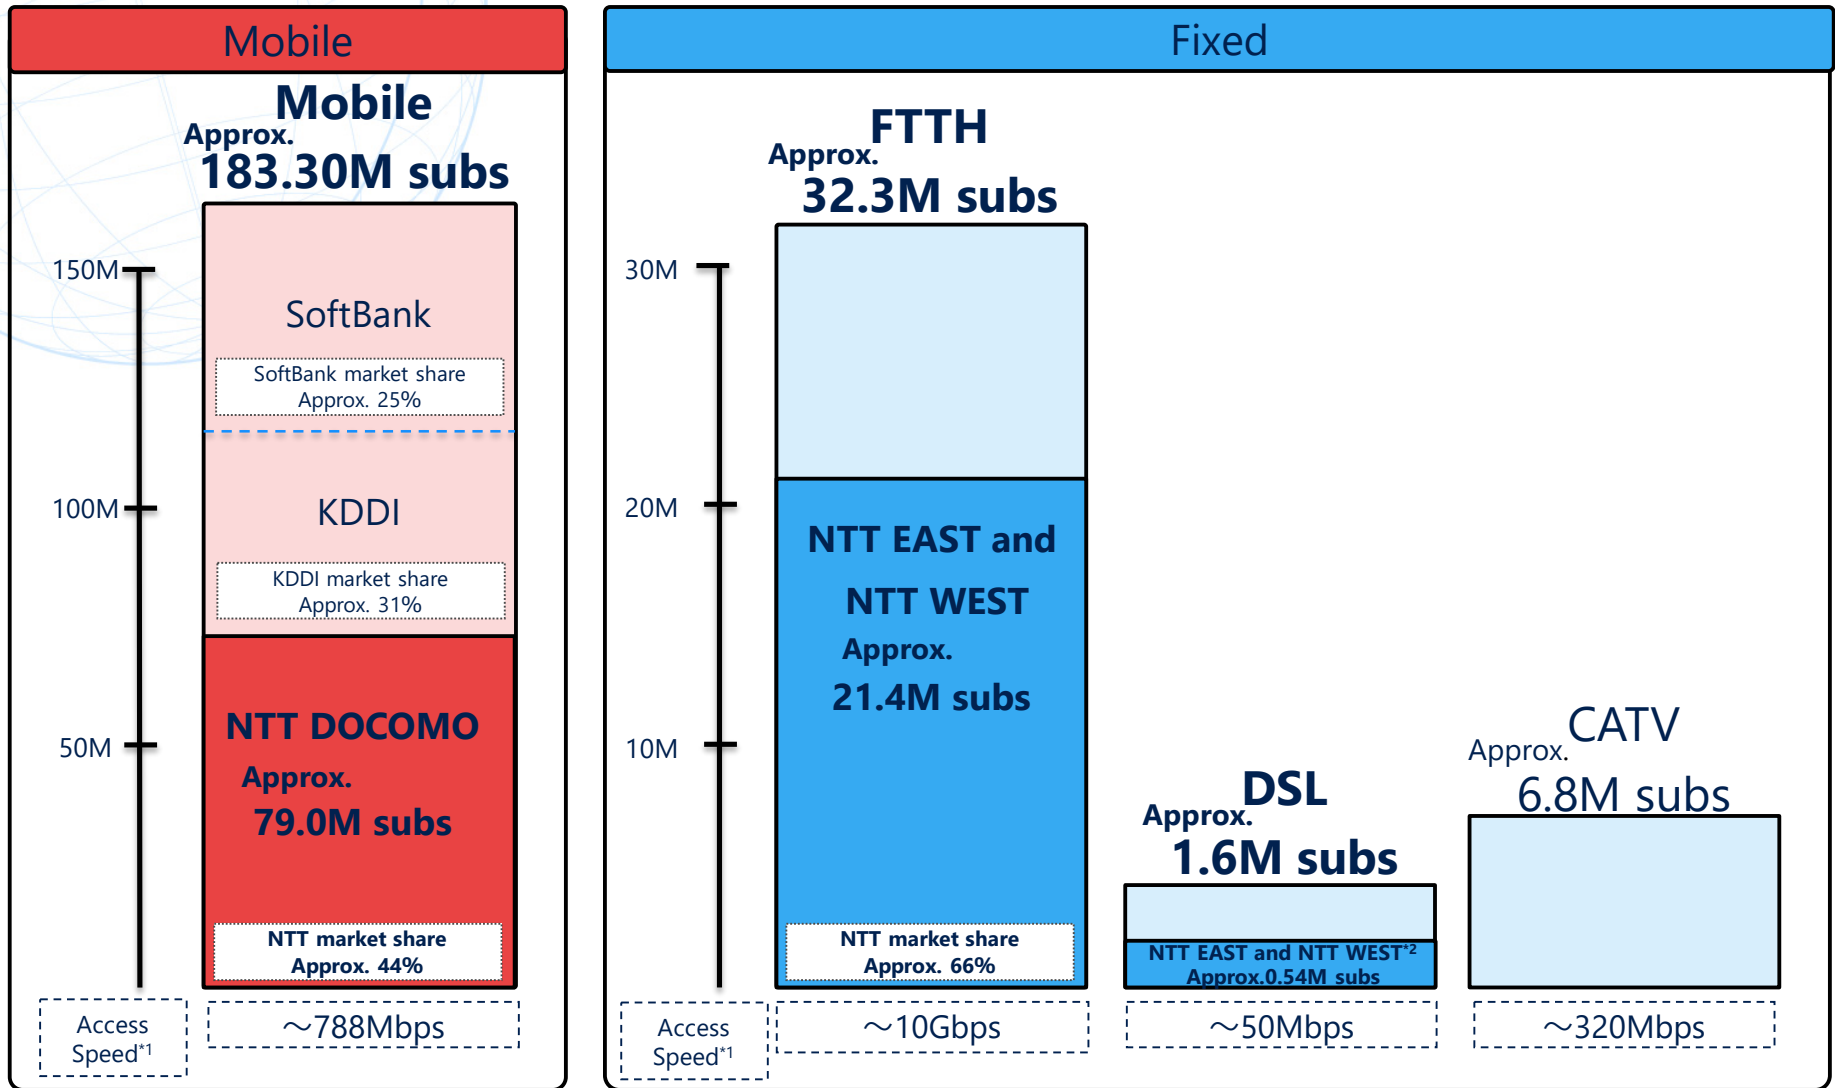 Mobile
Mobile
Approx.
183.30M subs
150M
100M
50M
SoftBank
SoftBank market share
Approx. 25%
KDDI
KDDI market share
Approx. 31%
NTT DOCOMO
Approx.
79.0M subs
NTT market share
Approx. 44%
Access
Speed*1
～788Mbps
Fixed
FTTH
Approx.
32.3M subs
30M
20M
10M
NTT EAST and
NTT WEST
Approx.
21.4M subs
NTT market share
Approx. 66%
DSL
Approx.
1.6M subs
NTT EAST and NTT WEST*2
Approx.0.54M subs
CATV
Approx.
6.8M subs
Access
Speed*1
～10Gbps
～50Mbps
～320Mbps